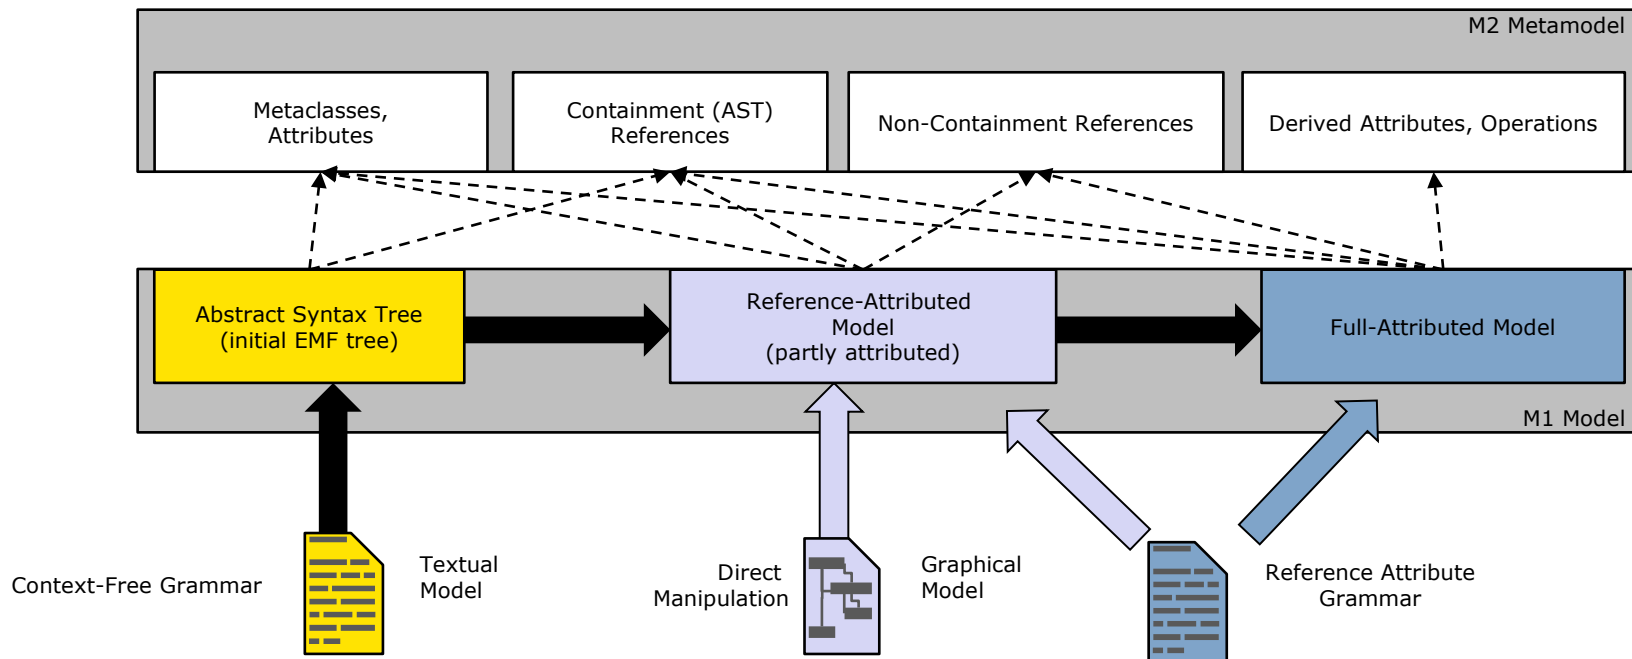 M2 Metamodel
Metaclasses,
Attributes
Containment (AST)
References
Non-Containment References
Derived Attributes, Operations
Abstract Syntax Tree
(initial EMF tree)
Reference-Attributed
Model
(partly attributed)
Full-Attributed Model
M1 Model
Context-Free Grammar
Textual
Model
Direct
Manipulation
Graphical
Model
Reference Attribute
Grammar